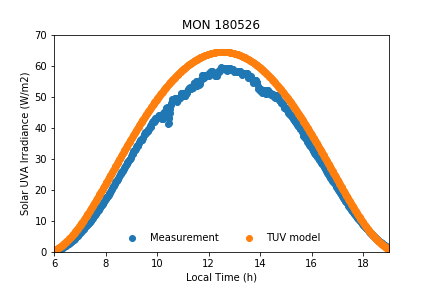 MON 180526
70
60
50
40
30
20
10
0
Solar UVA Irradiance (W/m2)
Measurement TUV model
6 8 10 12 14 16 18
Local Time (h)